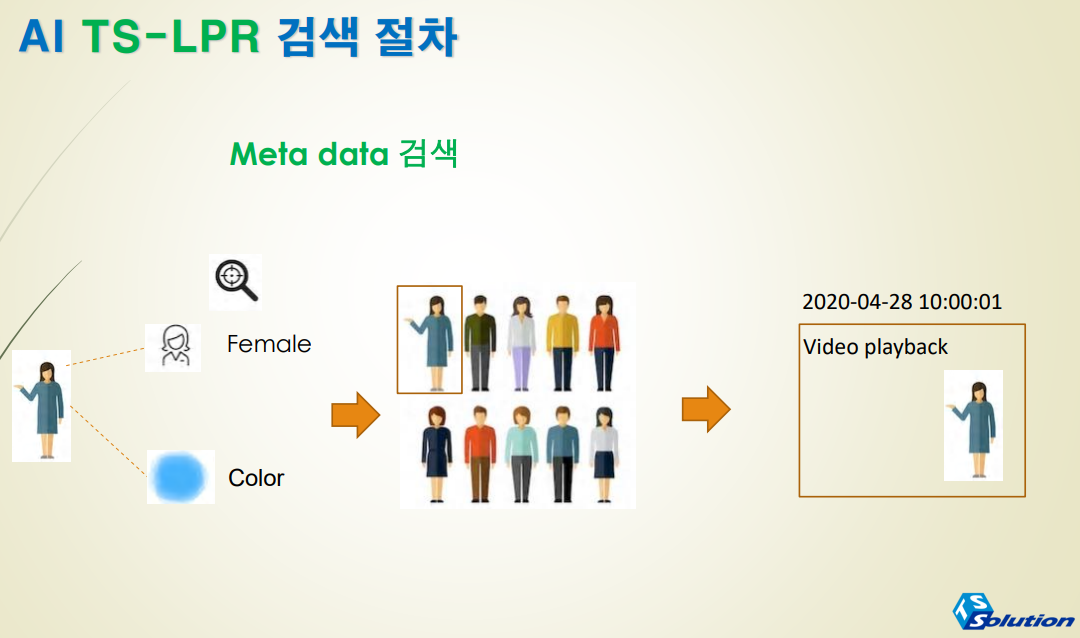 AI TS-LPR 검색 절차
Meta data 검색
Female
Color
2020-04-28 10:00:01
Video playback
TS Solution